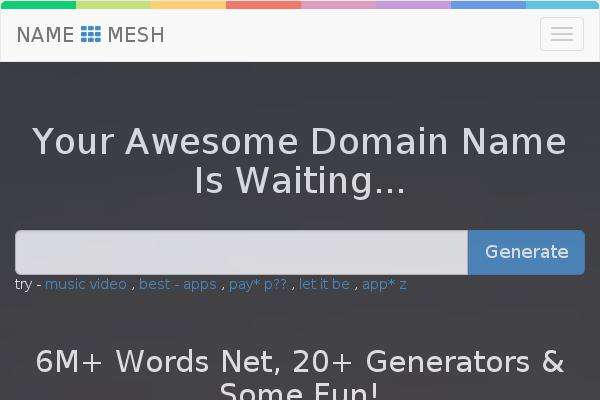 NAME MESH
Your Awesome Domain Name
Is Waiting...
Generate
try - music video , best - apps , pay* p?? , let it be , app* z
6M+ Words Net, 20+ Generators &
Some Fun!